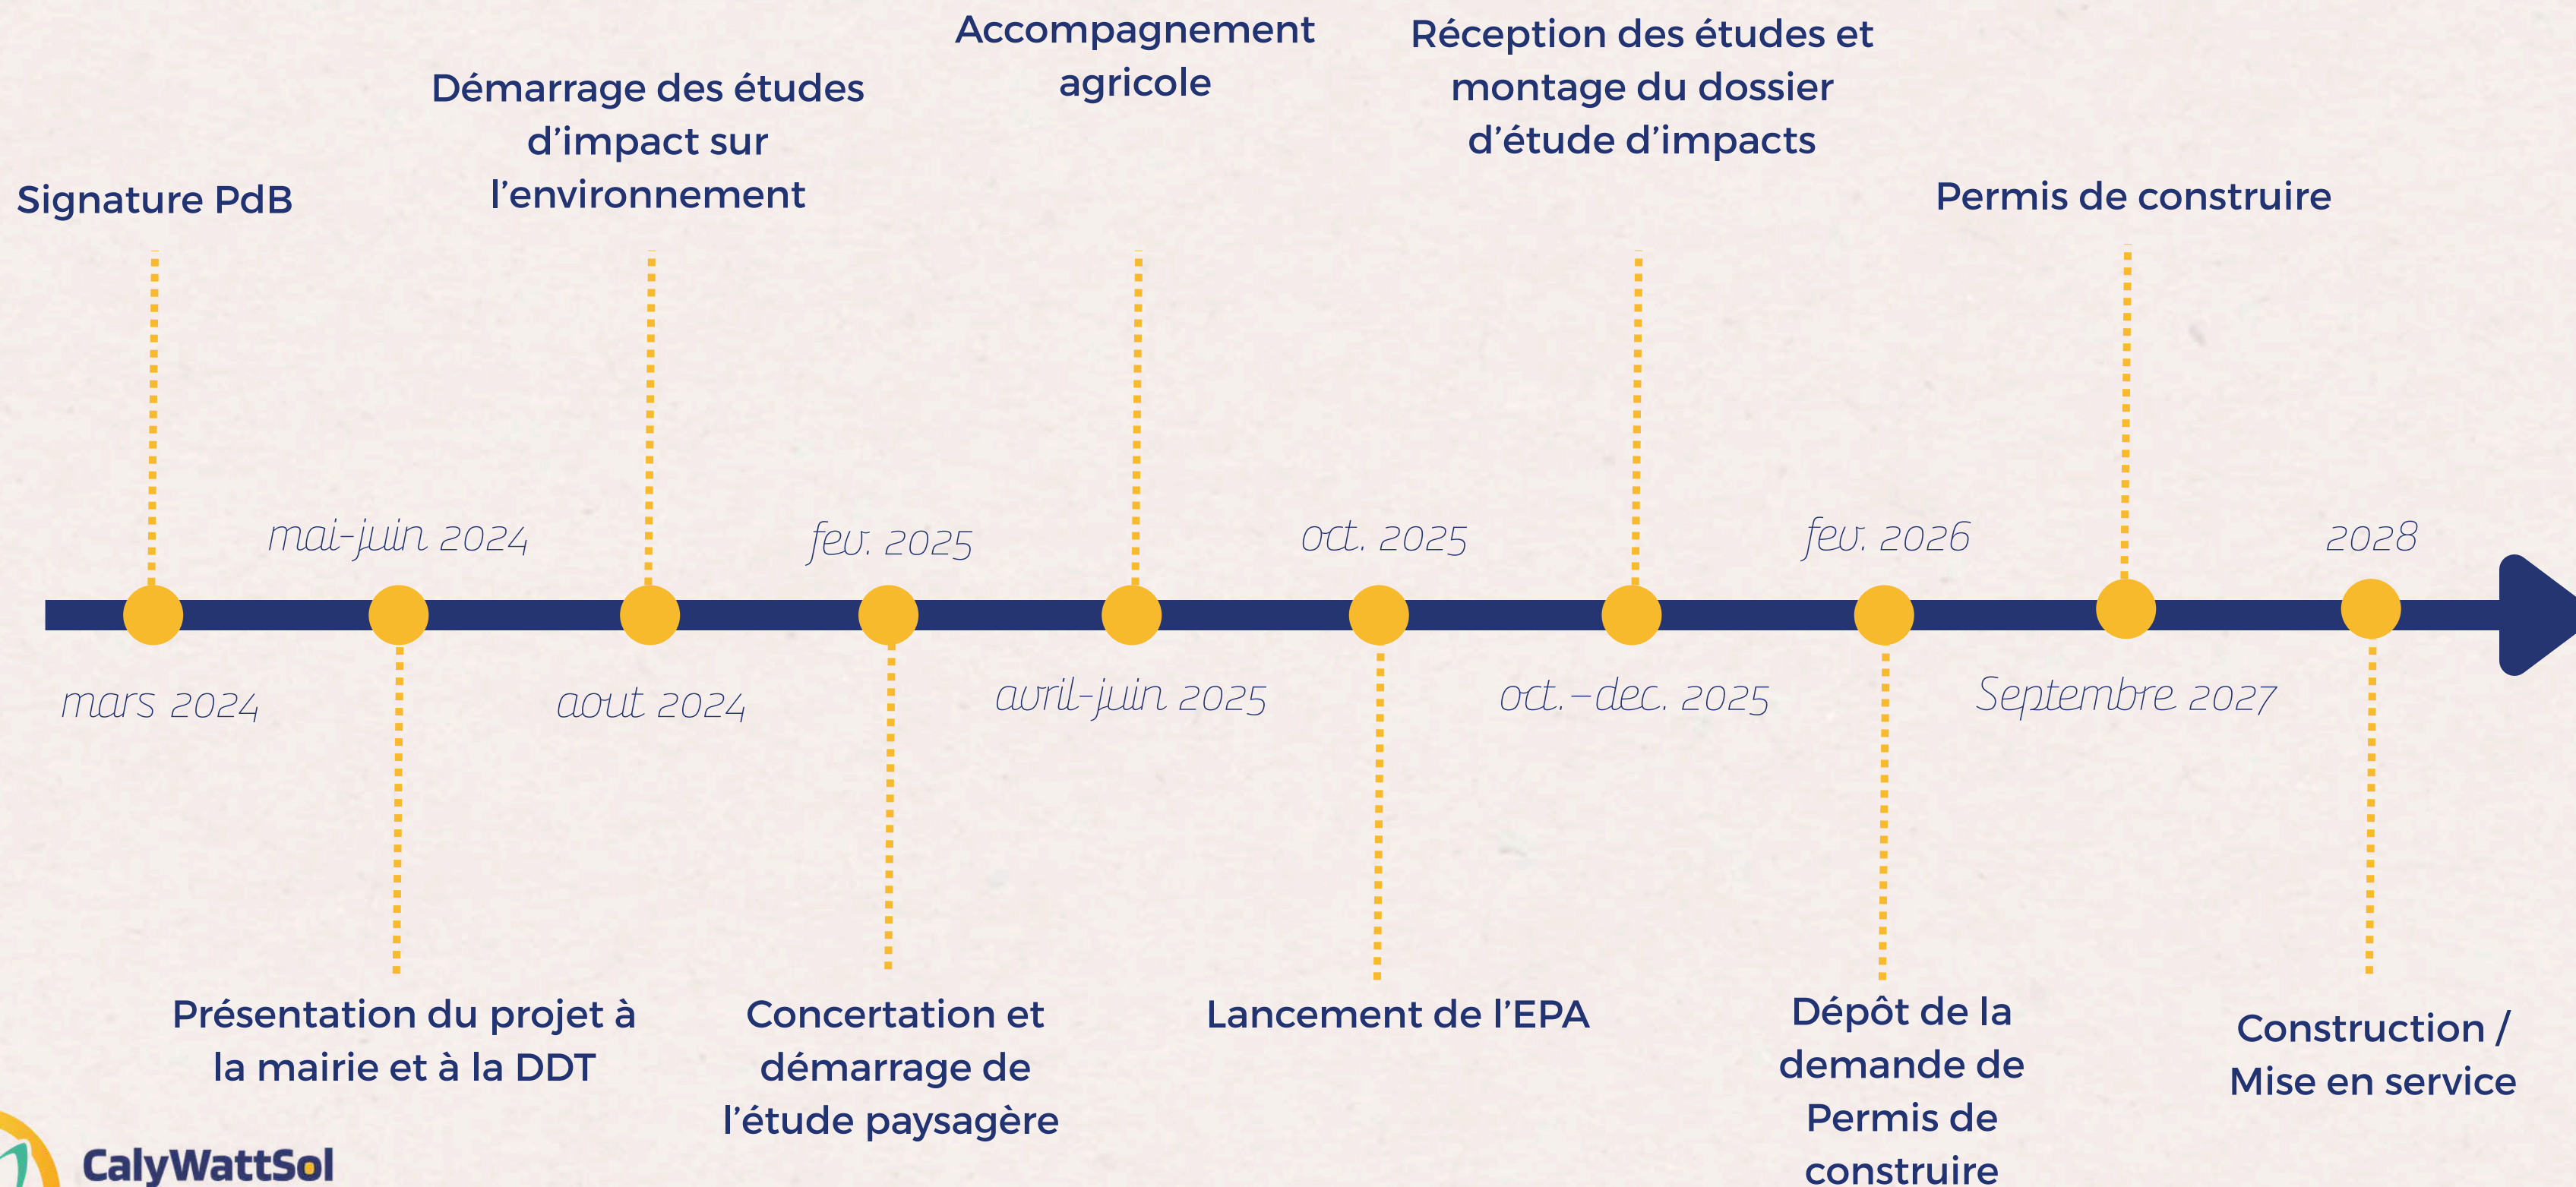 Signature PdB
mars 2024
mai-juin 2024
Présentation du projet à
la mairie et à la DDT
Démarrage des études
d’impact sur
l’environnement
aout 2024
fev. 2025
Concertation et
démarrage de
l’étude paysagère
Accompagnement
agricole
avril-juin 2025
oct. 2025
Lancement de l’EPA
Réception des études et
montage du dossier
d’étude d’impacts
oct.–dec. 2025
fev. 2026
Dépôt de la
demande de
Permis de
construire
Permis de construire
Septembre 2027
2028
Construction /
Mise en service
CalyWattSol